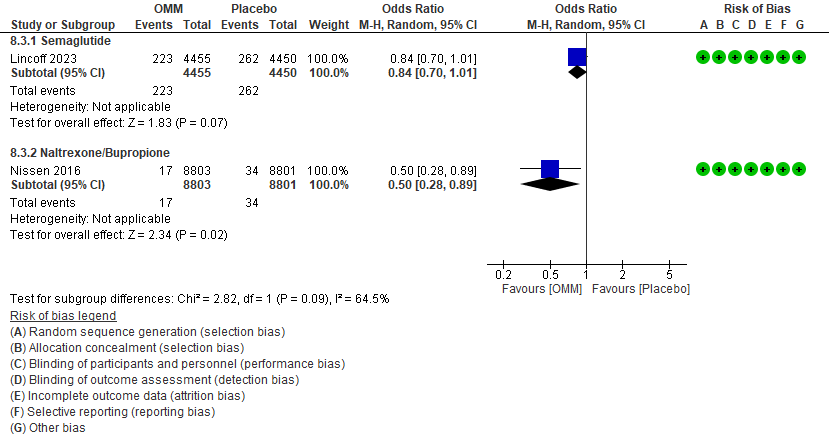 OMM Placebo Odds Ratio Odds Ratio Risk of Bias
Study or Subgroup Events Total Events Total Weight M-H, Random, 95% CI M-H, Random, 95% CI A B C D E F G
8.3.1 Semaglutide
Lincoff 2023 223 4455 262 4450 100.0% 0.84 [0.70, 1.01]
Subtotal (95% CI) 4455 4450 100.0% 0.84 [0.70, 1.01]
Total events 223 262
Heterogeneity: Not applicable
Test for overall effect: Z = 1.83 (P = 0.07)
8.3.2 Naltrexone/Bupropione
Nissen 2016 17 8803 34 8801 100.0% 0.50 [0.28, 0.89]
Subtotal (95% CI) 8803 8801 100.0% 0.50 [0.28, 0.89]
Total events 17 34
Heterogeneity: Not applicable
Test for overall effect: Z = 2.34 (P = 0.02)
0.2 0.5 1 2 5
Favours [OMM] Favours [Placebo]
Test for subgroup differences: Chi² = 2.82, df = 1 (P = 0.09), I² = 64.5%
Risk of bias legend
(A) Random sequence generation (selection bias)
(B) Allocation concealment (selection bias)
(C) Blinding of participants and personnel (performance bias)
(D) Blinding of outcome assessment (detection bias)
(E) Incomplete outcome data (attrition bias)
(F) Selective reporting (reporting bias)
(G) Other bias